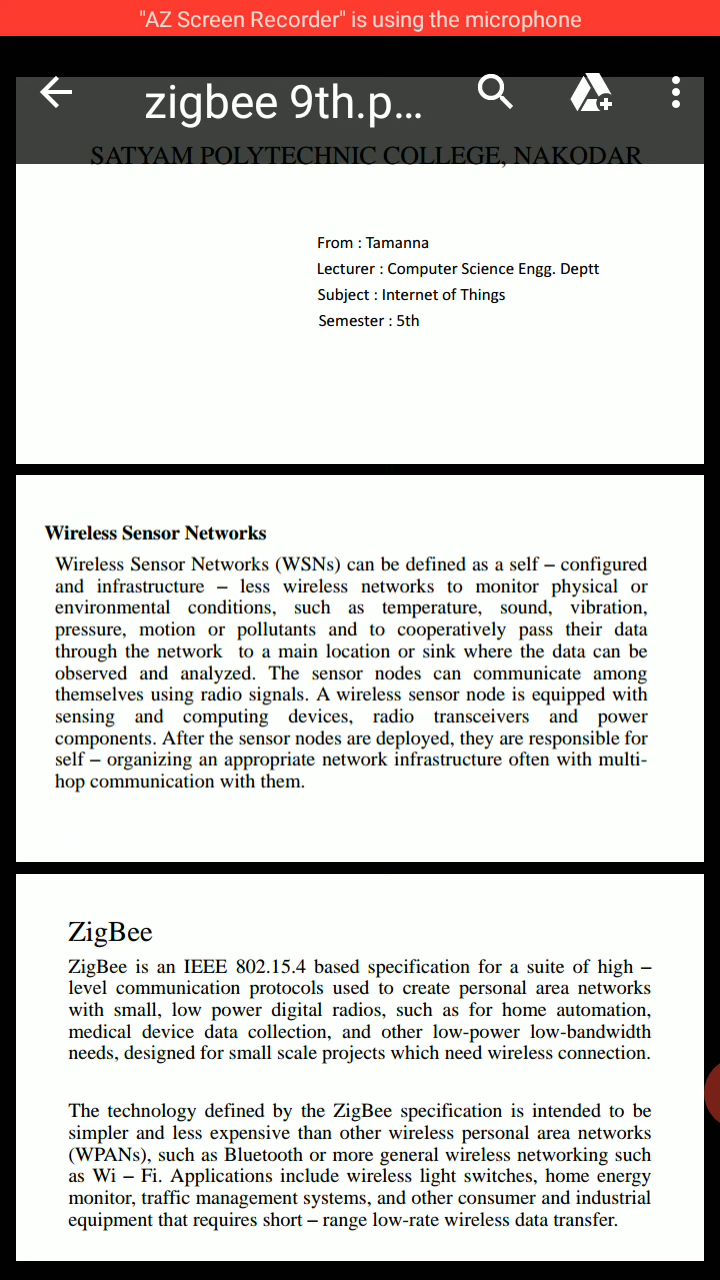 "AZ Screen Recorder" is using the microphone
zigbee 9th.p...
SATYAM POLYTECHNIC COLLEGE, NAKODAR
From : Tamanna
Lecturer : Computer Science Engg. Deptt
Subject : Internet of Things
Semester : 5th
Wireless Sensor Networks
Wireless Sensor Networks (WSNs) can be defined as a self – configured
and infrastructure – less wireless networks to monitor physical or
environmental conditions, such as temperature, sound, vibration,
pressure, motion or pollutants and to cooperatively pass their data
through the network to a main location or sink where the data can be
observed and analyzed. The sensor nodes can communicate among
themselves using radio signals. A wireless sensor node is equipped with
sensing and computing devices, radio transceivers and power
components. After the sensor nodes are deployed, they are responsible for
self – organizing an appropriate network infrastructure often with multi-
hop communication with them.
ZigBee
ZigBee is an IEEE 802.15.4 based specification for a suite of high –
level communication protocols used to create personal area networks
with small, low power digital radios, such as for home automation,
medical device data collection, and other low-power low-bandwidth
needs, designed for small scale projects which need wireless connection.
The technology defined by the ZigBee specification is intended to be
simpler and less expensive than other wireless personal area networks
(WPANs), such as Bluetooth or more general wireless networking such
as Wi – Fi. Applications include wireless light switches, home energy
monitor, traffic management systems, and other consumer and industrial
equipment that requires short – range low-rate wireless data transfer.